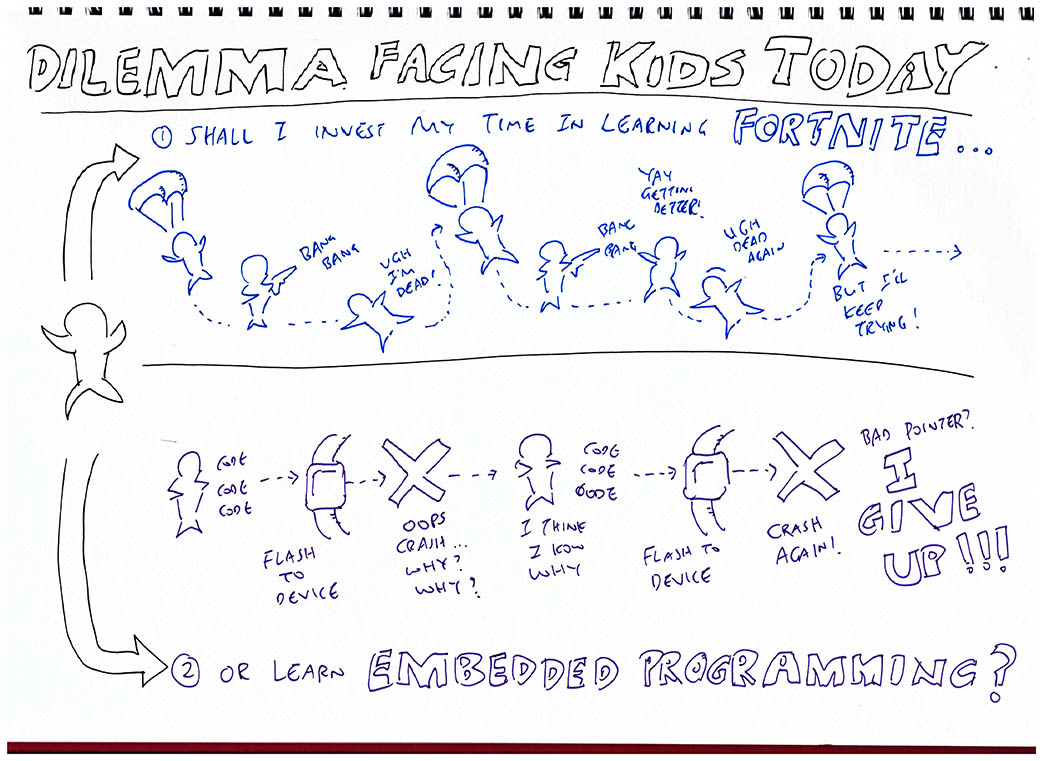 DILEMMA FACING KIDS TODAY
① SHALL I INVEST MY TIME IN LEARNING FORTNITE...
BANG
BANG
UGH
I'M
DEAD!
BANG
BANG
YAY
GETTING
BETTER!
UGH
DEAD
AGAIN
BUT I'LL
KEEP
TRYING!
CODE
CODE
CODE
FLASH
TO
DEVICE
OOPS
CRASH...
WHY?
WHY?
CODE
CODE
CODE
I THINK
I KNOW
WHY
FLASH TO
DEVICE
CRASH
AGAIN!
BAD POINTER?
I
GIVE
UP!!!
② OR LEARN EMBEDDED PROGRAMMING?